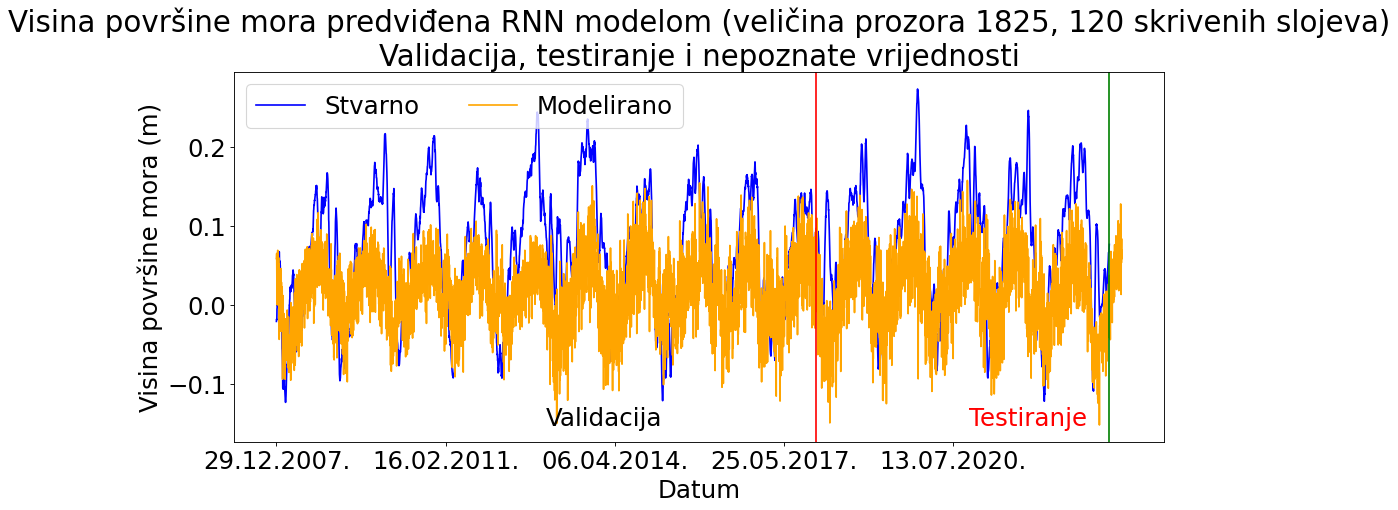 Visina površine mora predviđena RNN modelom (veličina prozora 1825, 120 skrivenih slojeva)
Validacija, testiranje i nepoznate vrijednosti
Stvarno
Modelirano
Visina površine mora (m)
0.2
0.1
0.0
−0.1
Validacija
Testiranje
29.12.2007.
16.02.2011.
06.04.2014.
25.05.2017.
13.07.2020.
Datum